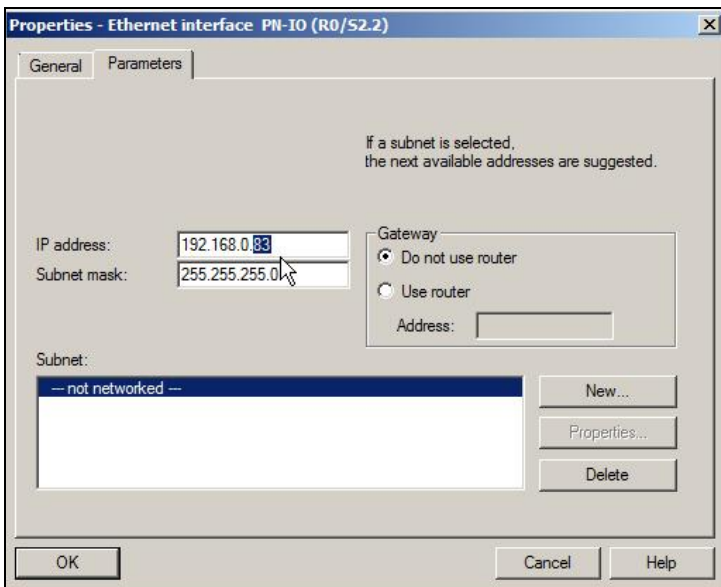 Properties - Ethernet interface PN-IO (R0/S2.2)
General
Parameters
If a subnet is selected,
the next available addresses are suggested.
IP address:
192.168.0.83
Subnet mask:
255.255.255.0
Gateway
Do not use router
Use router
Address:
Subnet:
--- not networked ---
New...
Properties...
Delete
OK
Cancel
Help